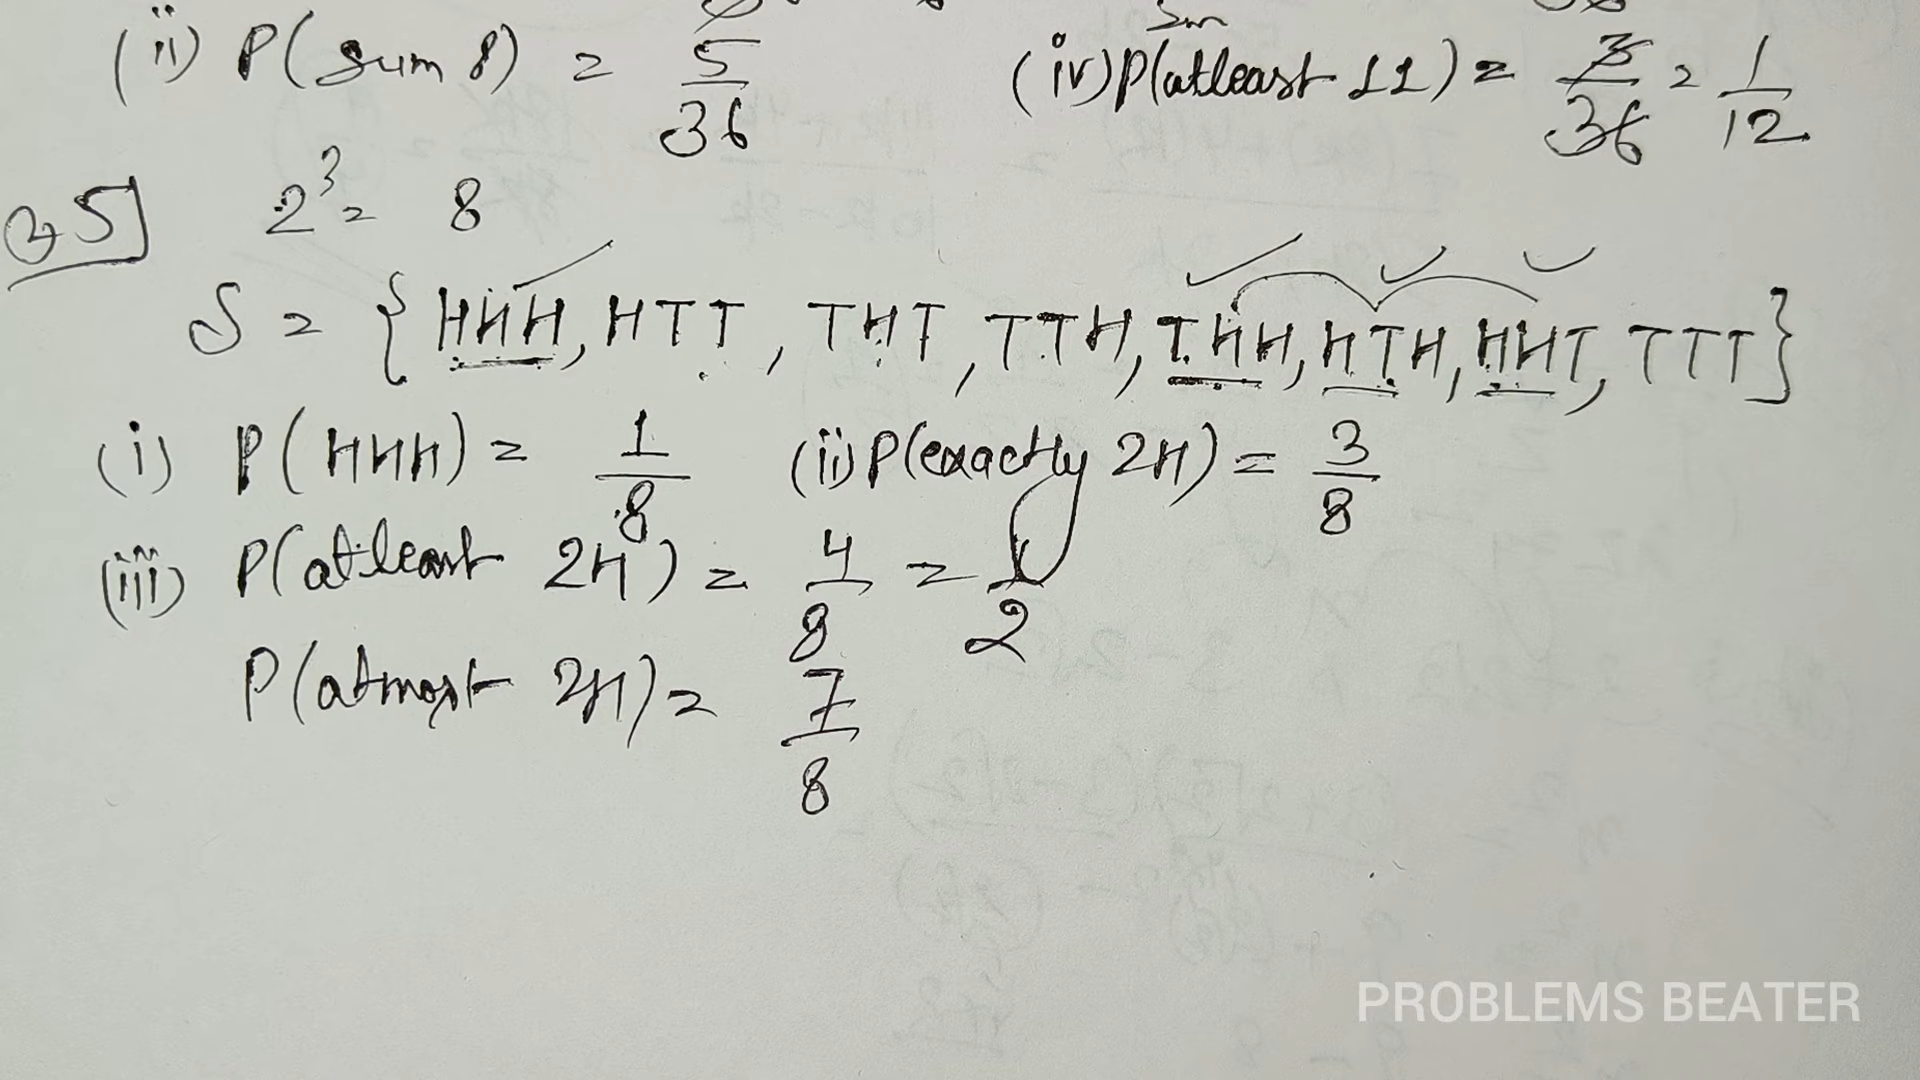 (ii) P(sum 8) = 5/36 (iv) P(atleast 11) = 3/36 = 1/12
Q5] 2³ = 8
S = {HHH, HTT, THT, TTH, THH, HTH, HHT, TTT}
(i) P(HHH) = 1/8 (ii) P(exactly 2H) = 3/8
(iii) P(atleast 2H) = 4/8 = 1/2
P(atmost 2H) = 7/8
PROBLEMS BEATER